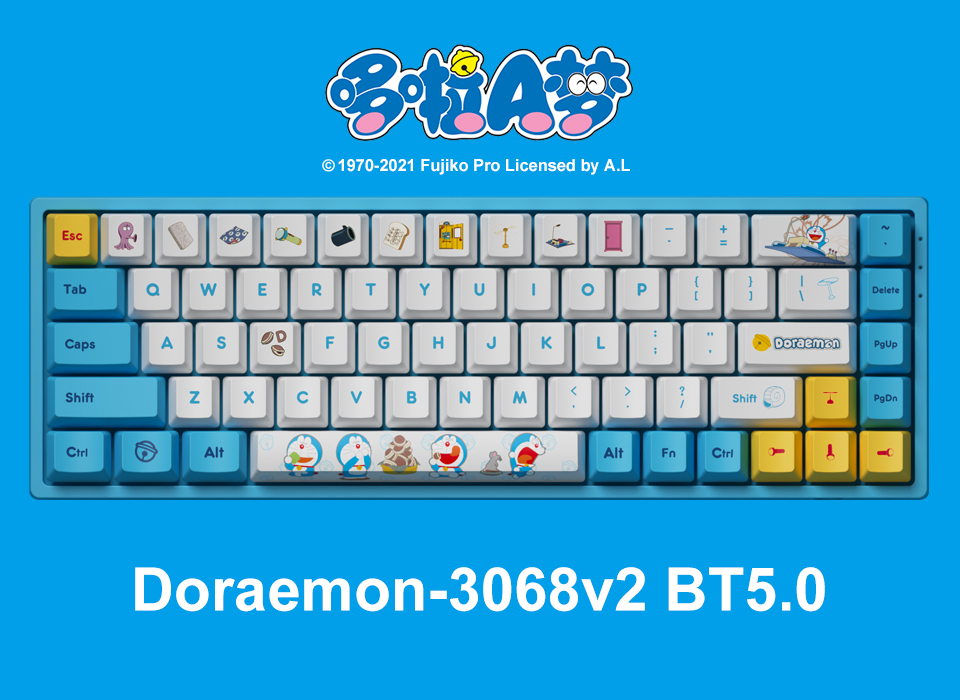 哆啦A梦
©1970-2021 Fujiko Pro Licensed by A.L
Esc - _ + = ~ `
Tab Q W E R T Y U I O P { [ } ] | \ Delete
Caps A S D F G H J K L : ; " ' Doraemon PgUp
Shift Z X C V B N M < , > . ? / Shift PgDn
Ctrl Alt Alt Fn Ctrl
Doraemon-3068v2 BT5.0